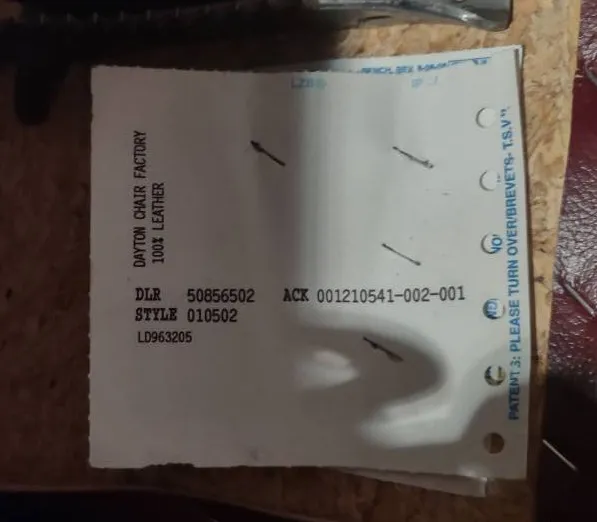 DAYTON CHAIR FACTORY
100% LEATHER
DLR 50856502 ACK 001210541-002-001
STYLE 010502
LD963205
PATENT 3: PLEASE TURN OVER/BREVETS- T.S.V".